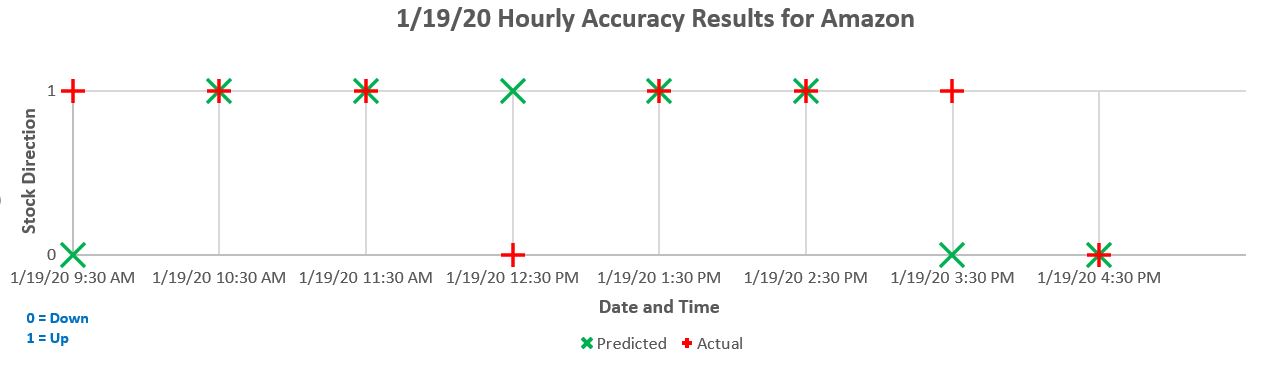 1/19/20 Hourly Accuracy Results for Amazon
1
Stock Direction
0
1/19/20 9:30 AM 1/19/20 10:30 AM 1/19/20 11:30 AM 1/19/20 12:30 PM 1/19/20 1:30 PM 1/19/20 2:30 PM 1/19/20 3:30 PM 1/19/20 4:30 PM
Date and Time
0 = Down
1 = Up
Predicted Actual